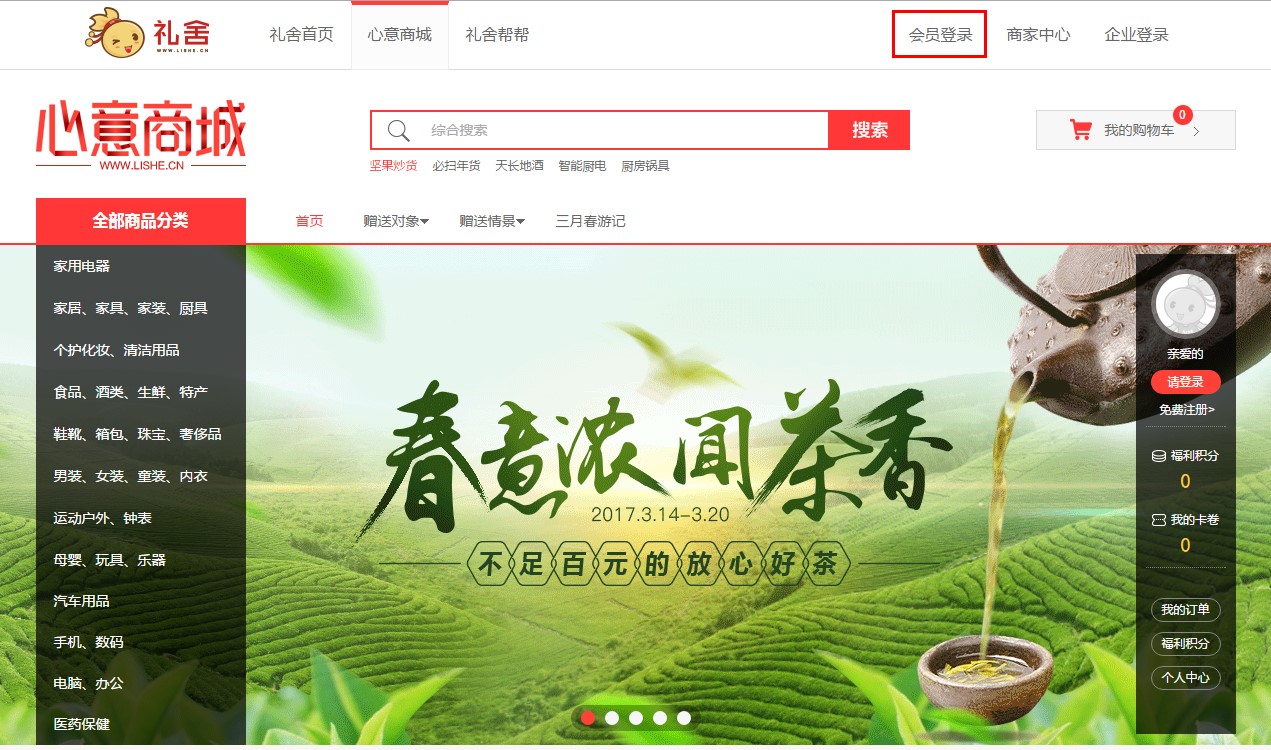 礼舍
WWW.LISHE.CN
礼舍首页 心意商城 礼舍帮帮 会员登录 商家中心 企业登录
心意商城
WWW.LISHE.CN
综合搜索 搜索
我的购物车 0
坚果炒货 必扫年货 天长地酒 智能厨电 厨房锅具
全部商品分类 首页 赠送对象 赠送情景 三月春游记
家用电器
家居、家具、家装、厨具
个护化妆、清洁用品
食品、酒类、生鲜、特产
鞋靴、箱包、珠宝、奢侈品
男装、女装、童装、内衣
运动户外、钟表
母婴、玩具、乐器
汽车用品
手机、数码
电脑、办公
医药保健
春意浓 闻茶香
2017.3.14-3.20
不足百元的放心好茶
亲爱的
请登录
免费注册>
福利积分
0
我的卡卷
0
我的订单
福利积分
个人中心